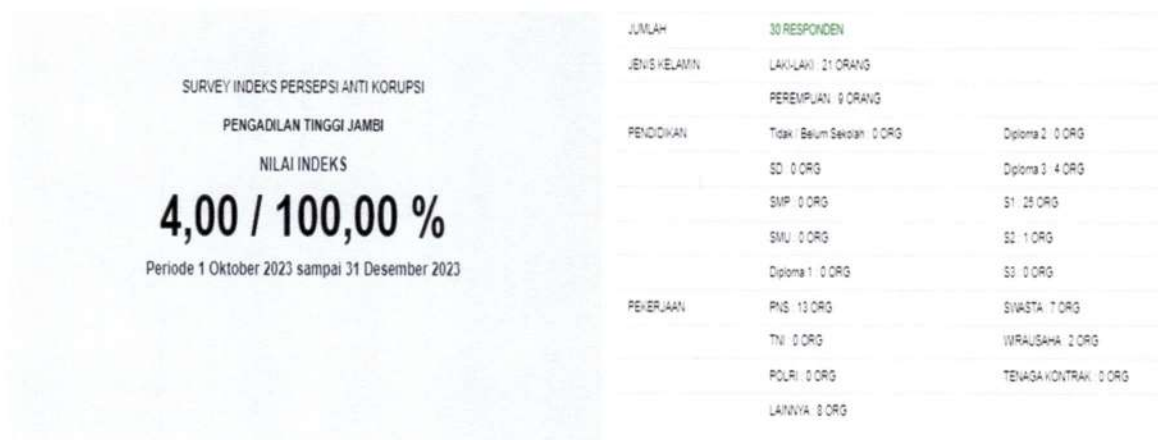 SURVEY INDEKS PERSEPSI ANTI KORUPSI
PENGADILAN TINGGI JAMBI
NILAI INDEKS
4,00 / 100,00 %
Periode 1 Oktober 2023 sampai 31 Desember 2023
JUMLAH 30 RESPONDEN
JENIS KELAMIN LAKI-LAKI : 21 ORANG
PEREMPUAN : 9 ORANG
PENDIDIKAN Tidak / Belum Sekolah : 0 ORG Diploma 2 : 0 ORG
SD : 0 ORG Diploma 3 : 4 ORG
SMP : 0 ORG S1 : 25 ORG
SMU : 0 ORG S2 : 1 ORG
Diploma 1 : 0 ORG S3 : 0 ORG
PEKERJAAN PNS : 13 ORG SWASTA : 7 ORG
TNI : 0 ORG WIRAUSAHA : 2 ORG
POLRI : 0 ORG TENAGA KONTRAK : 0 ORG
LAINNYA : 8 ORG